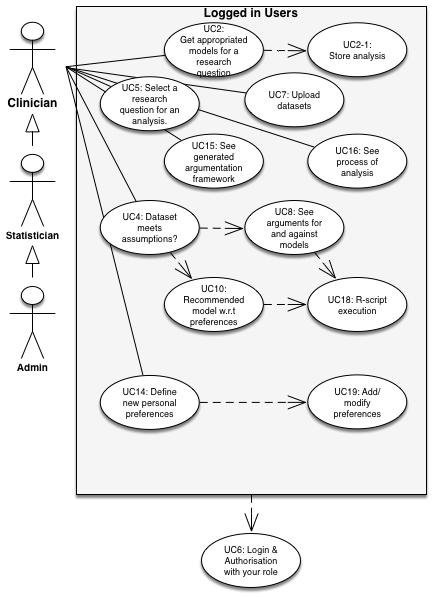 Logged in Users
UC2:
Get appropriated
models for a
research
question
UC2-1:
Store analysis
Clinician
UC5: Select a
research
question for an
analysis.
UC7: Upload
datasets
UC15: See
generated
argumentation
framework
UC16: See
process of
analysis
Statistician
UC4: Dataset
meets
assumptions?
UC8: See
arguments for
and against
models
UC10:
Recommended
model w.r.t
preferences
UC18: R-script
execution
Admin
UC14: Define
new personal
preferences
UC19: Add/
modify
preferences
UC6: Login &
Authorisation
with your role